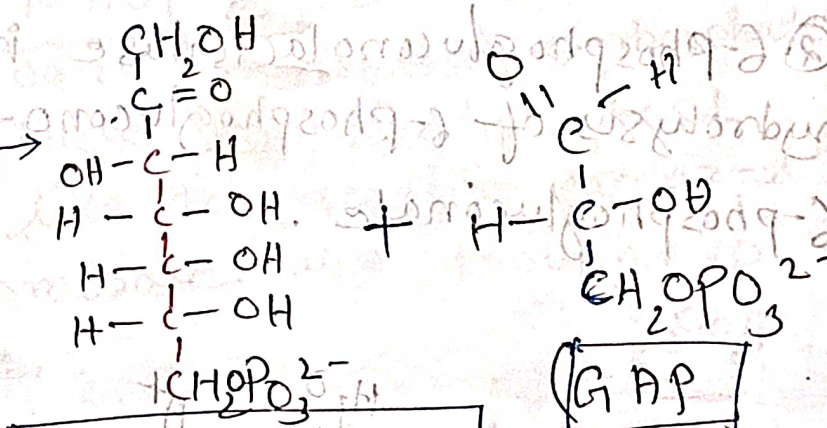 CH2OH
C=O
→
OH-C-H
H-C-OH
H-C-OH
H-C-OH
CH2OPO3 2-
+
O
C-H
H-C-OH
CH2OPO3 2-
(GAP